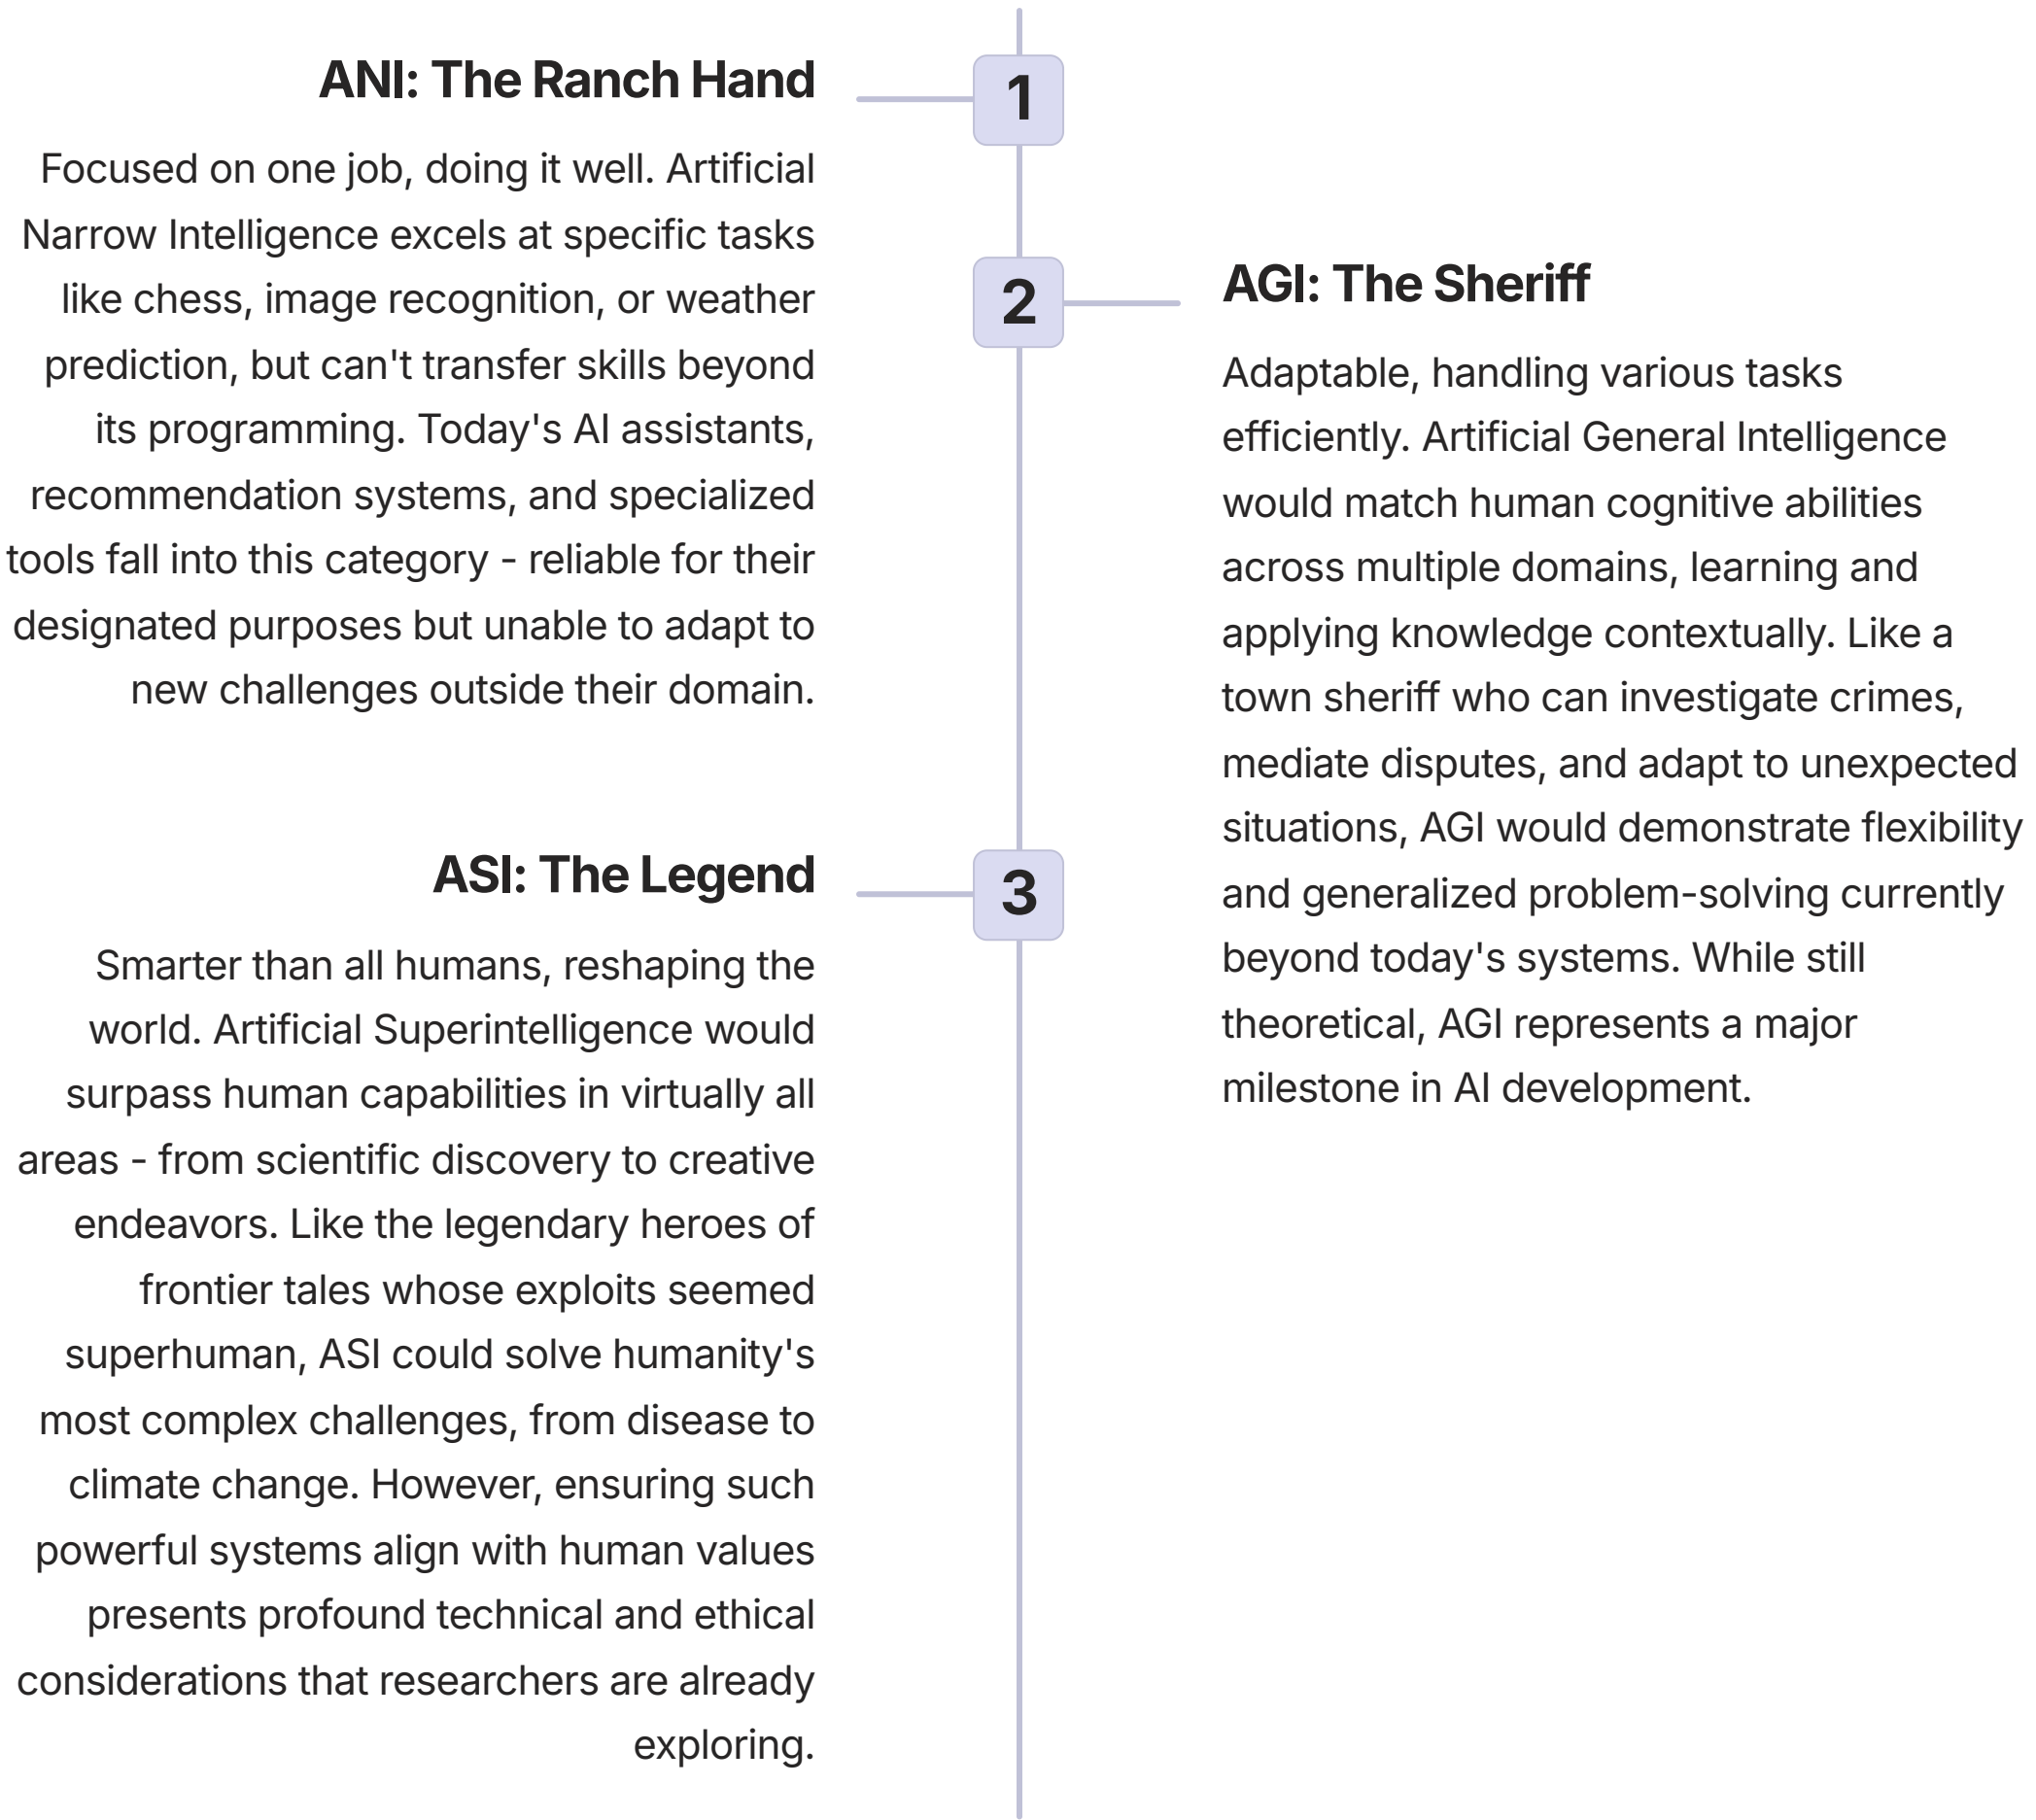 1
ANI: The Ranch Hand
Focused on one job, doing it well. Artificial
Narrow Intelligence excels at specific tasks
like chess, image recognition, or weather
prediction, but can't transfer skills beyond
its programming. Today's AI assistants,
recommendation systems, and specialized
tools fall into this category - reliable for their
designated purposes but unable to adapt to
new challenges outside their domain.
2
AGI: The Sheriff
Adaptable, handling various tasks
efficiently. Artificial General Intelligence
would match human cognitive abilities
across multiple domains, learning and
applying knowledge contextually. Like a
town sheriff who can investigate crimes,
mediate disputes, and adapt to unexpected
situations, AGI would demonstrate flexibility
and generalized problem-solving currently
beyond today's systems. While still
theoretical, AGI represents a major
milestone in AI development.
3
ASI: The Legend
Smarter than all humans, reshaping the
world. Artificial Superintelligence would
surpass human capabilities in virtually all
areas - from scientific discovery to creative
endeavors. Like the legendary heroes of
frontier tales whose exploits seemed
superhuman, ASI could solve humanity's
most complex challenges, from disease to
climate change. However, ensuring such
powerful systems align with human values
presents profound technical and ethical
considerations that researchers are already
exploring.